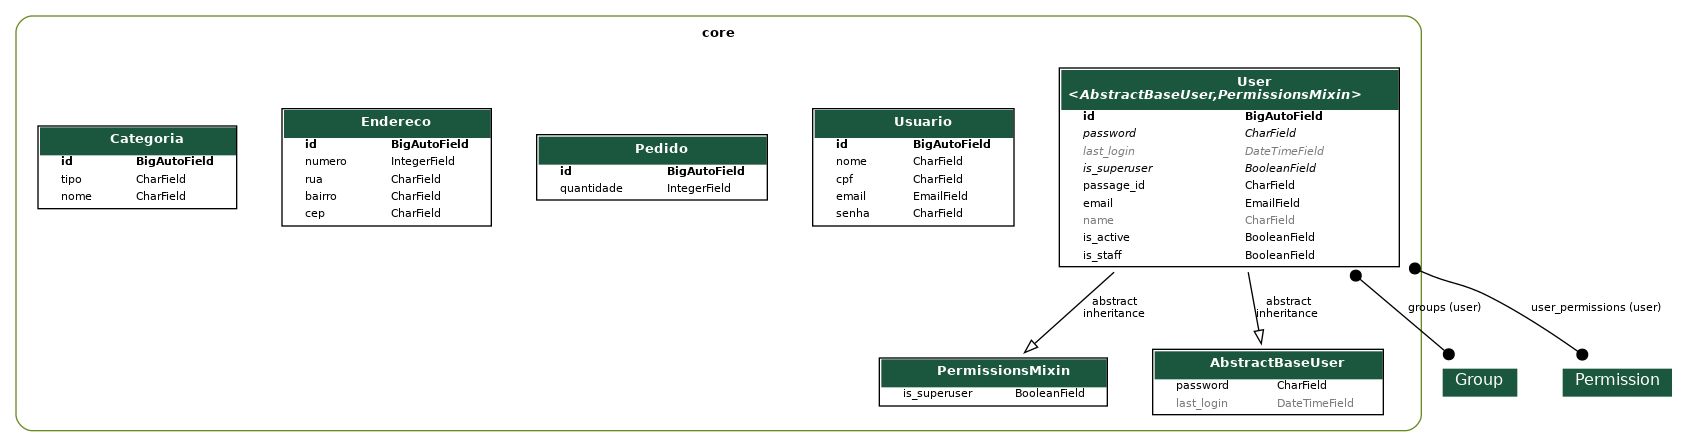 core
Categoria
id BigAutoField
tipo CharField
nome CharField
Endereco
id BigAutoField
numero IntegerField
rua CharField
bairro CharField
cep CharField
Pedido
id BigAutoField
quantidade IntegerField
Usuario
id BigAutoField
nome CharField
cpf CharField
email EmailField
senha CharField
User
<AbstractBaseUser,PermissionsMixin>
id BigAutoField
password CharField
last_login DateTimeField
is_superuser BooleanField
passage_id CharField
email EmailField
name CharField
is_active BooleanField
is_staff BooleanField
abstract
inheritance
abstract
inheritance
groups (user)
user_permissions (user)
PermissionsMixin
is_superuser BooleanField
AbstractBaseUser
password CharField
last_login DateTimeField
Group
Permission